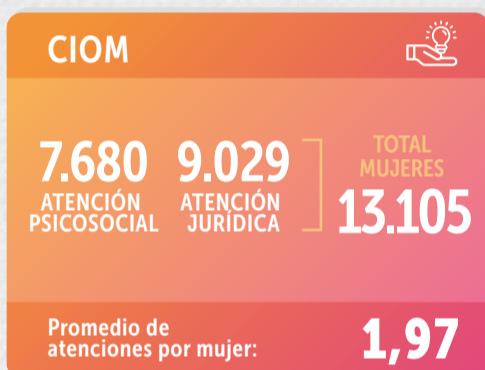 CIOM
7.680
ATENCIÓN
PSICOSOCIAL
9.029
ATENCIÓN
JURÍDICA
TOTAL
MUJERES
13.105
Promedio de
atenciones por mujer:
1,97